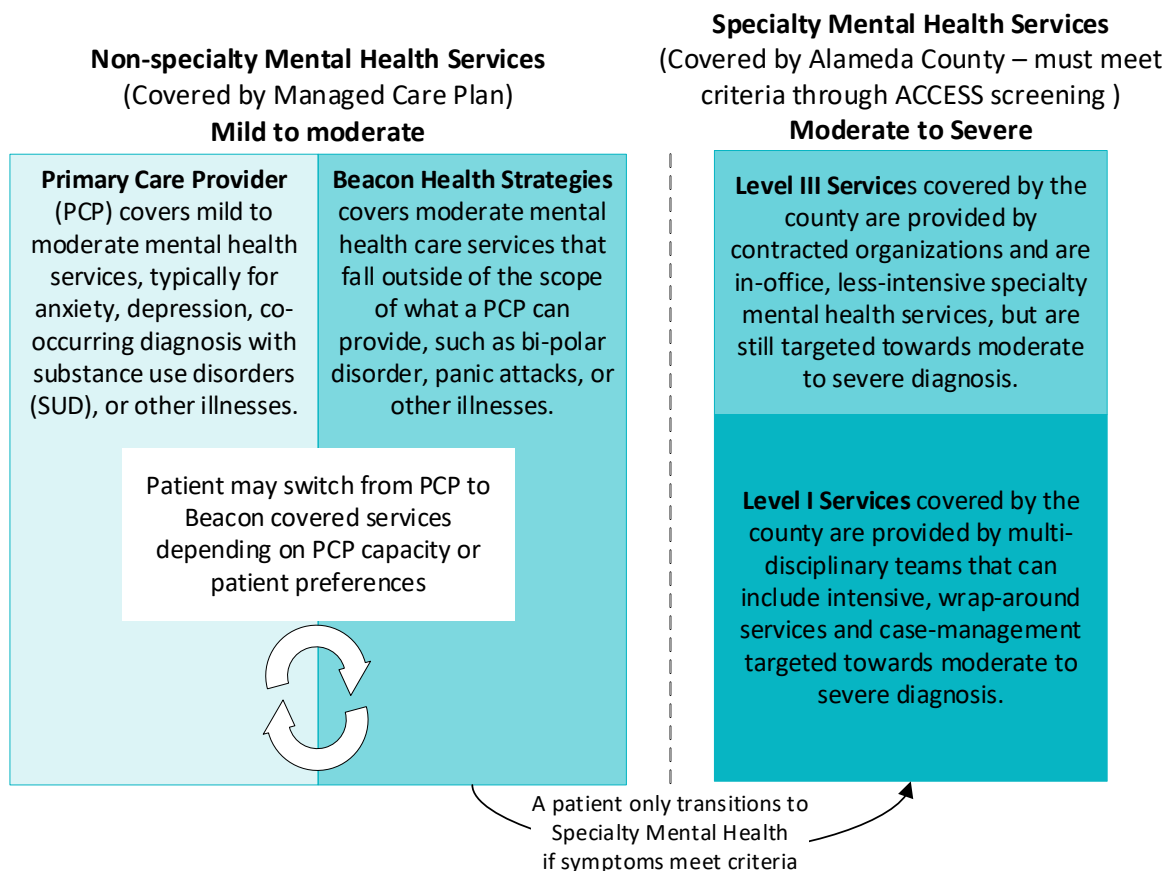 Non-specialty Mental Health Services
(Covered by Managed Care Plan)
Mild to moderate
Specialty Mental Health Services
(Covered by Alameda County – must meet
criteria through ACCESS screening )
Moderate to Severe
Primary Care Provider
(PCP) covers mild to
moderate mental health
services, typically for
anxiety, depression, co-
occurring diagnosis with
substance use disorders
(SUD), or other illnesses.
Beacon Health Strategies
covers moderate mental
health care services that
fall outside of the scope
of what a PCP can
provide, such as bi-polar
disorder, panic attacks, or
other illnesses.
Patient may switch from PCP to
Beacon covered services
depending on PCP capacity or
patient preferences
Level III Services covered by the
county are provided by
contracted organizations and are
in-office, less-intensive specialty
mental health services, but are
still targeted towards moderate
to severe diagnosis.
Level I Services covered by the
county are provided by multi-
disciplinary teams that can
include intensive, wrap-around
services and case-management
targeted towards moderate to
severe diagnosis.
A patient only transitions to
Specialty Mental Health
if symptoms meet criteria